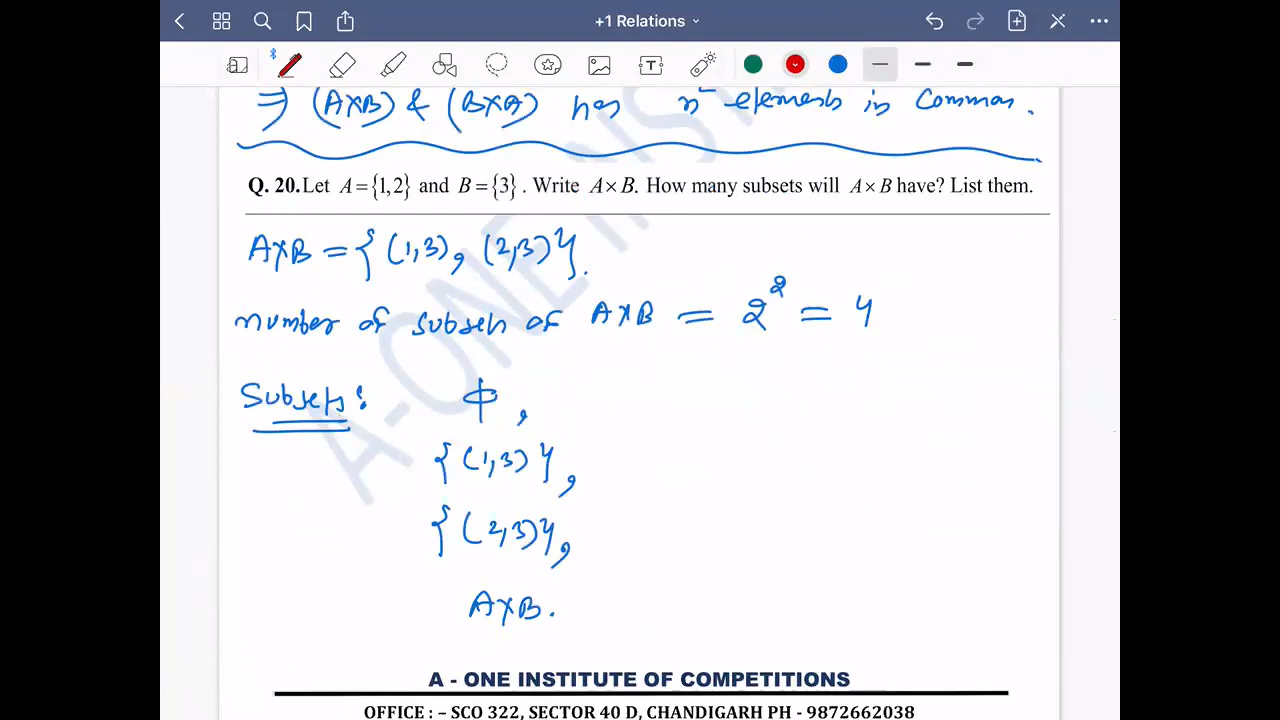 +1 Relations
⇒ (A×B) & (B×A) has n² elements in Common.
Q. 20. Let A = {1,2} and B = {3}. Write A × B. How many subsets will A × B have? List them.
A×B = { (1,3), (2,3) }.
number of subsets of A×B = 2² = 4
Subsets: ϕ,
{ (1,3) },
{ (2,3) },
A×B.
A-ONE INST
A - ONE INSTITUTE OF COMPETITIONS
OFFICE : – SCO 322, SECTOR 40 D, CHANDIGARH PH - 9872662038